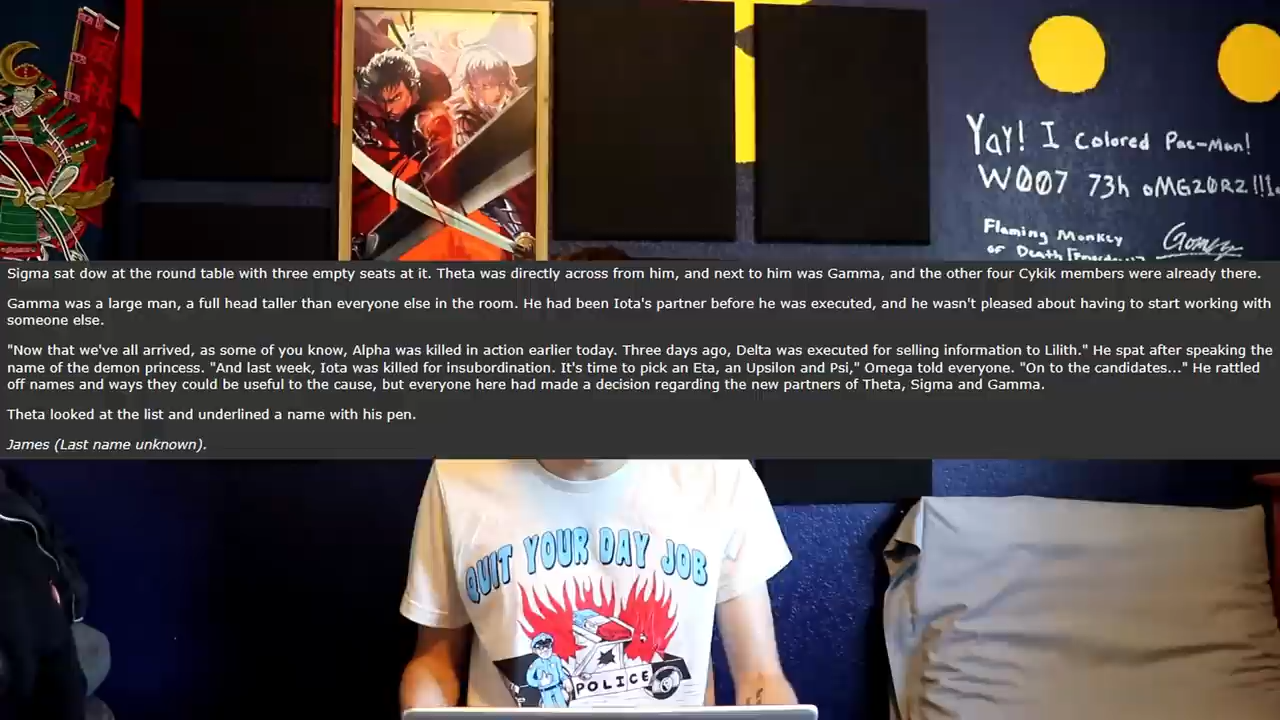 Yay! I Colored Pac-Man!
W007 73h oMG20R2!!1
Flaming Monkey
of Death
Sigma sat dow at the round table with three empty seats at it. Theta was directly across from him, and next to him was Gamma, and the other four Cykik members were already there.
Gamma was a large man, a full head taller than everyone else in the room. He had been Iota's partner before he was executed, and he wasn't pleased about having to start working with
someone else.
"Now that we've all arrived, as some of you know, Alpha was killed in action earlier today. Three days ago, Delta was executed for selling information to Lilith." He spat after speaking the
name of the demon princess. "And last week, Iota was killed for insubordination. It's time to pick an Eta, an Upsilon and Psi," Omega told everyone. "On to the candidates..." He rattled
off names and ways they could be useful to the cause, but everyone here had made a decision regarding the new partners of Theta, Sigma and Gamma.
Theta looked at the list and underlined a name with his pen.
James (Last name unknown).
QUIT YOUR DAY JOB
POLICE